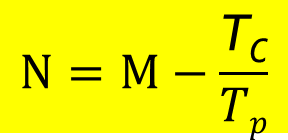 N = M − T_C / T_p